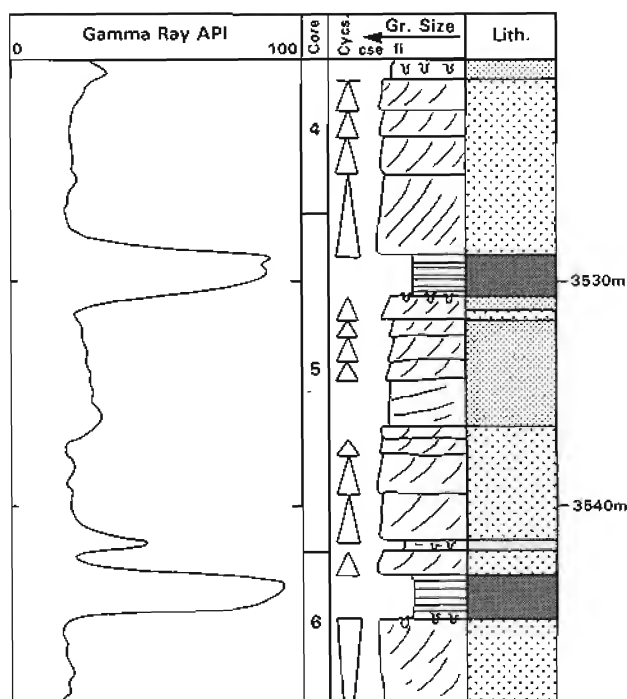 Gamma Ray API
0 100
Core
Cycs.
Gr. Size
cse fi
Lith.
4
5
6
3530m
3540m